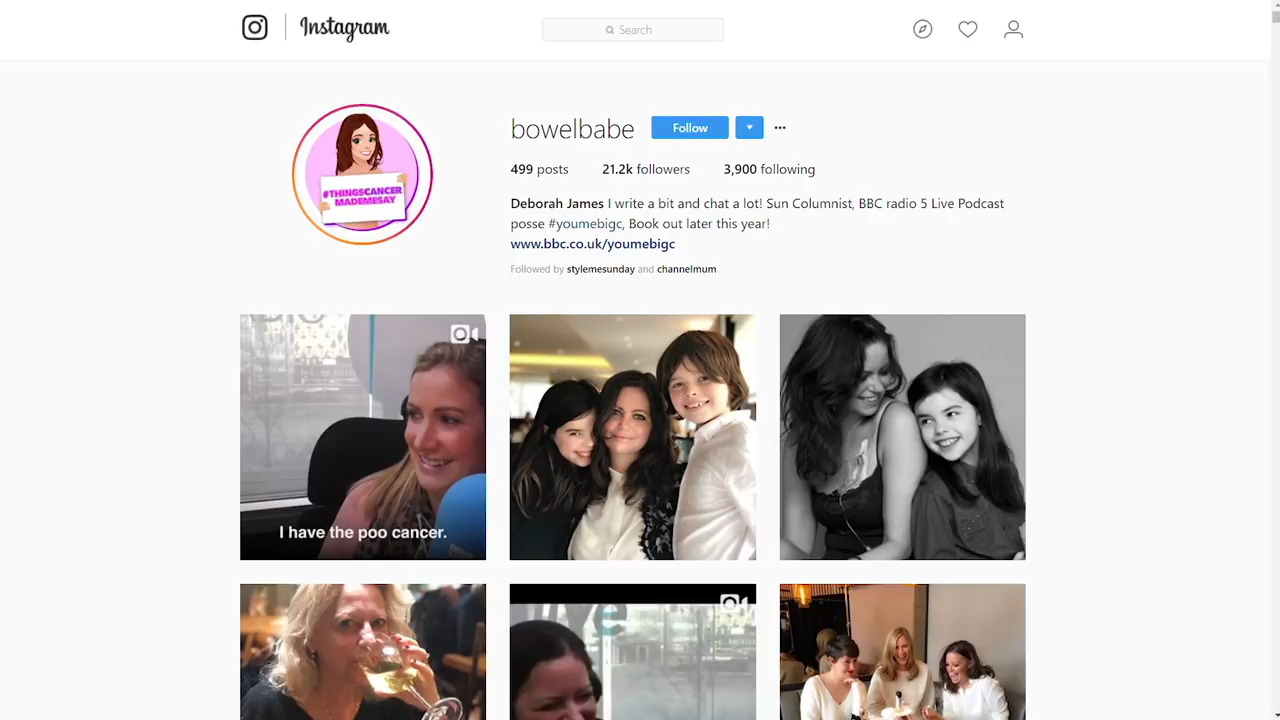 Instagram
Search
bowelbabe Follow
499 posts 21.2k followers 3,900 following
Deborah James I write a bit and chat a lot! Sun Columnist, BBC radio 5 Live Podcast
posse #youmebigc, Book out later this year!
www.bbc.co.uk/youmebigc
Followed by stylemesunday and channelmum
#THINGSCANCER
MADEMESAY
I have the poo cancer.